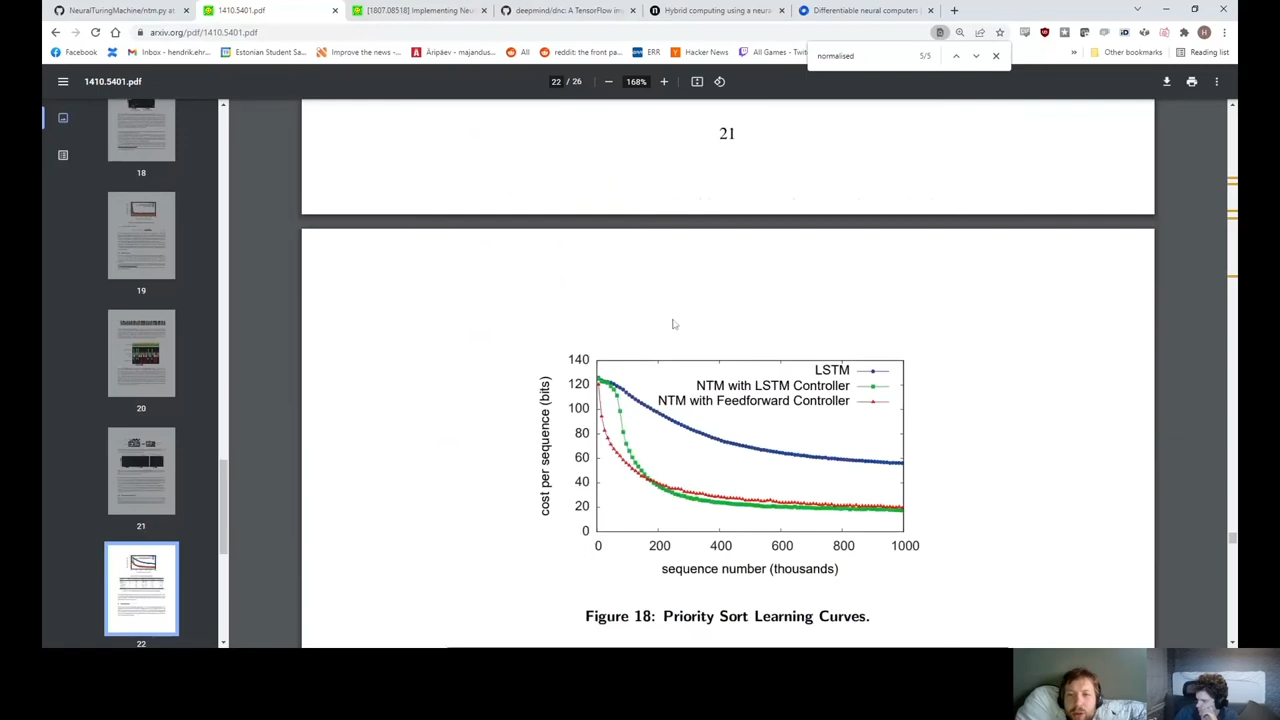 NeuralTuringMachine/ntm.py at
1410.5401.pdf
[1807.08518] Implementing Neu
deepmind/dnc: A TensorFlow im
Hybrid computing using a neura
Differentiable neural computers
arxiv.org/pdf/1410.5401.pdf
Facebook
Inbox - hendrik.ehr...
Estonian Student Sa...
Improve the news -...
Äripäev - majandus...
All
reddit: the front pa...
ERR
Hacker News
All Games - Twit
Other bookmarks
Reading list
normalised
5/5
1410.5401.pdf
22 / 26
168%
18
19
20
21
22
21
140
120
100
80
60
40
20
0
0 200 400 600 800 1000
cost per sequence (bits)
sequence number (thousands)
LSTM
NTM with LSTM Controller
NTM with Feedforward Controller
Figure 18: Priority Sort Learning Curves.